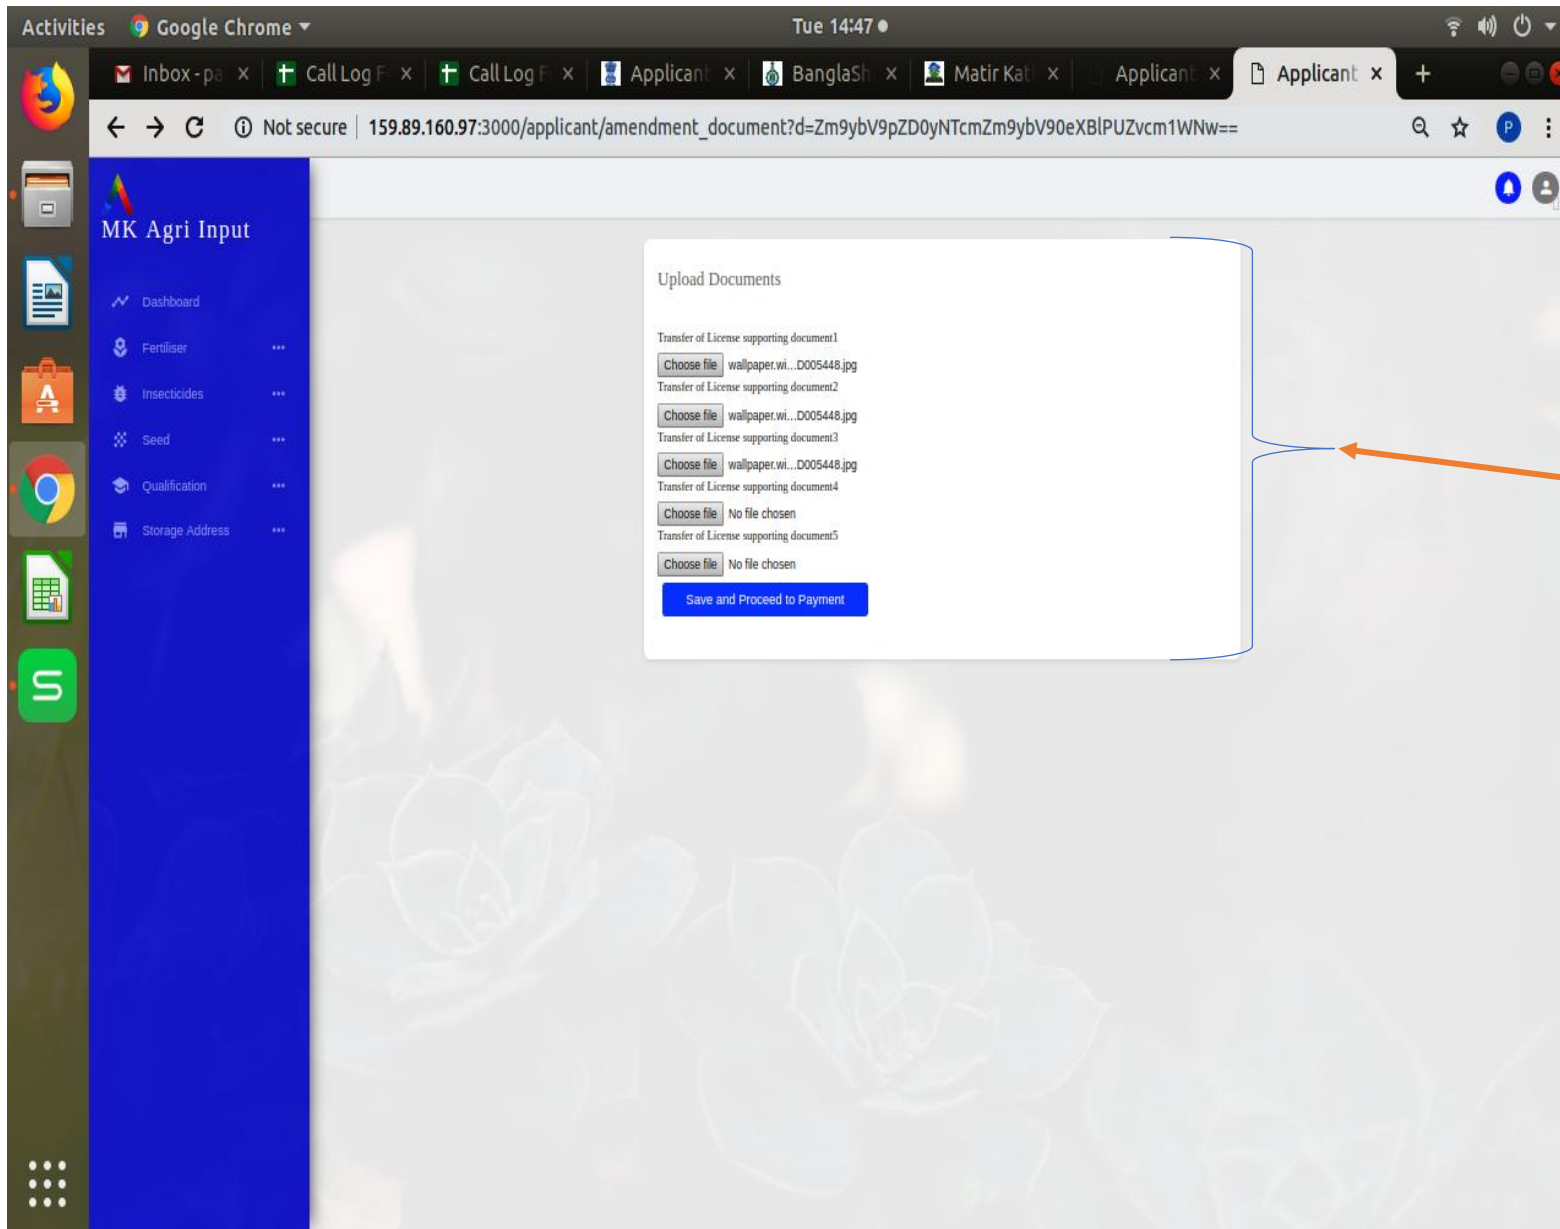 Activities Google Chrome Tue 14:47
Inbox - pa Call Log F Call Log F Applicant BanglaSh Matir Kat Applicant Applicant
Not secure 159.89.160.97:3000/applicant/amendment_document?d=Zm9ybV9pZD0yNTcmZm9ybV90eXBlPUZvcm1WNw== P
MK Agri Input
Dashboard
Fertiliser
Insecticides
Seed
Qualification
Storage Address
Upload Documents
Transfer of License supporting document1
Choose file wallpaper.wi...D005448.jpg
Transfer of License supporting document2
Choose file wallpaper.wi...D005448.jpg
Transfer of License supporting document3
Choose file wallpaper.wi...D005448.jpg
Transfer of License supporting document4
Choose file No file chosen
Transfer of License supporting document5
Choose file No file chosen
Save and Proceed to Payment